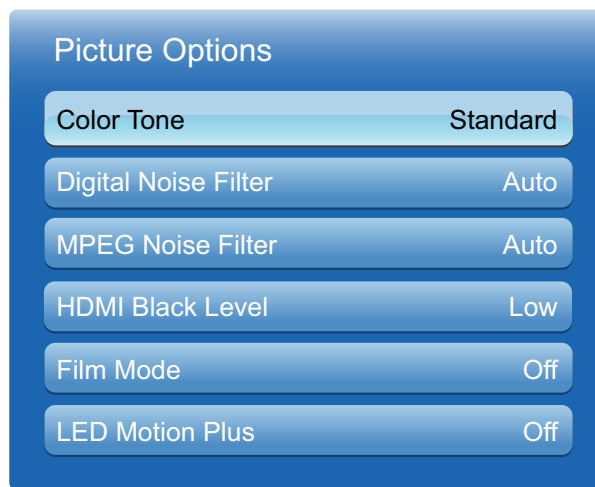 Picture Options
Color Tone Standard
Digital Noise Filter Auto
MPEG Noise Filter Auto
HDMI Black Level Low
Film Mode Off
LED Motion Plus Off